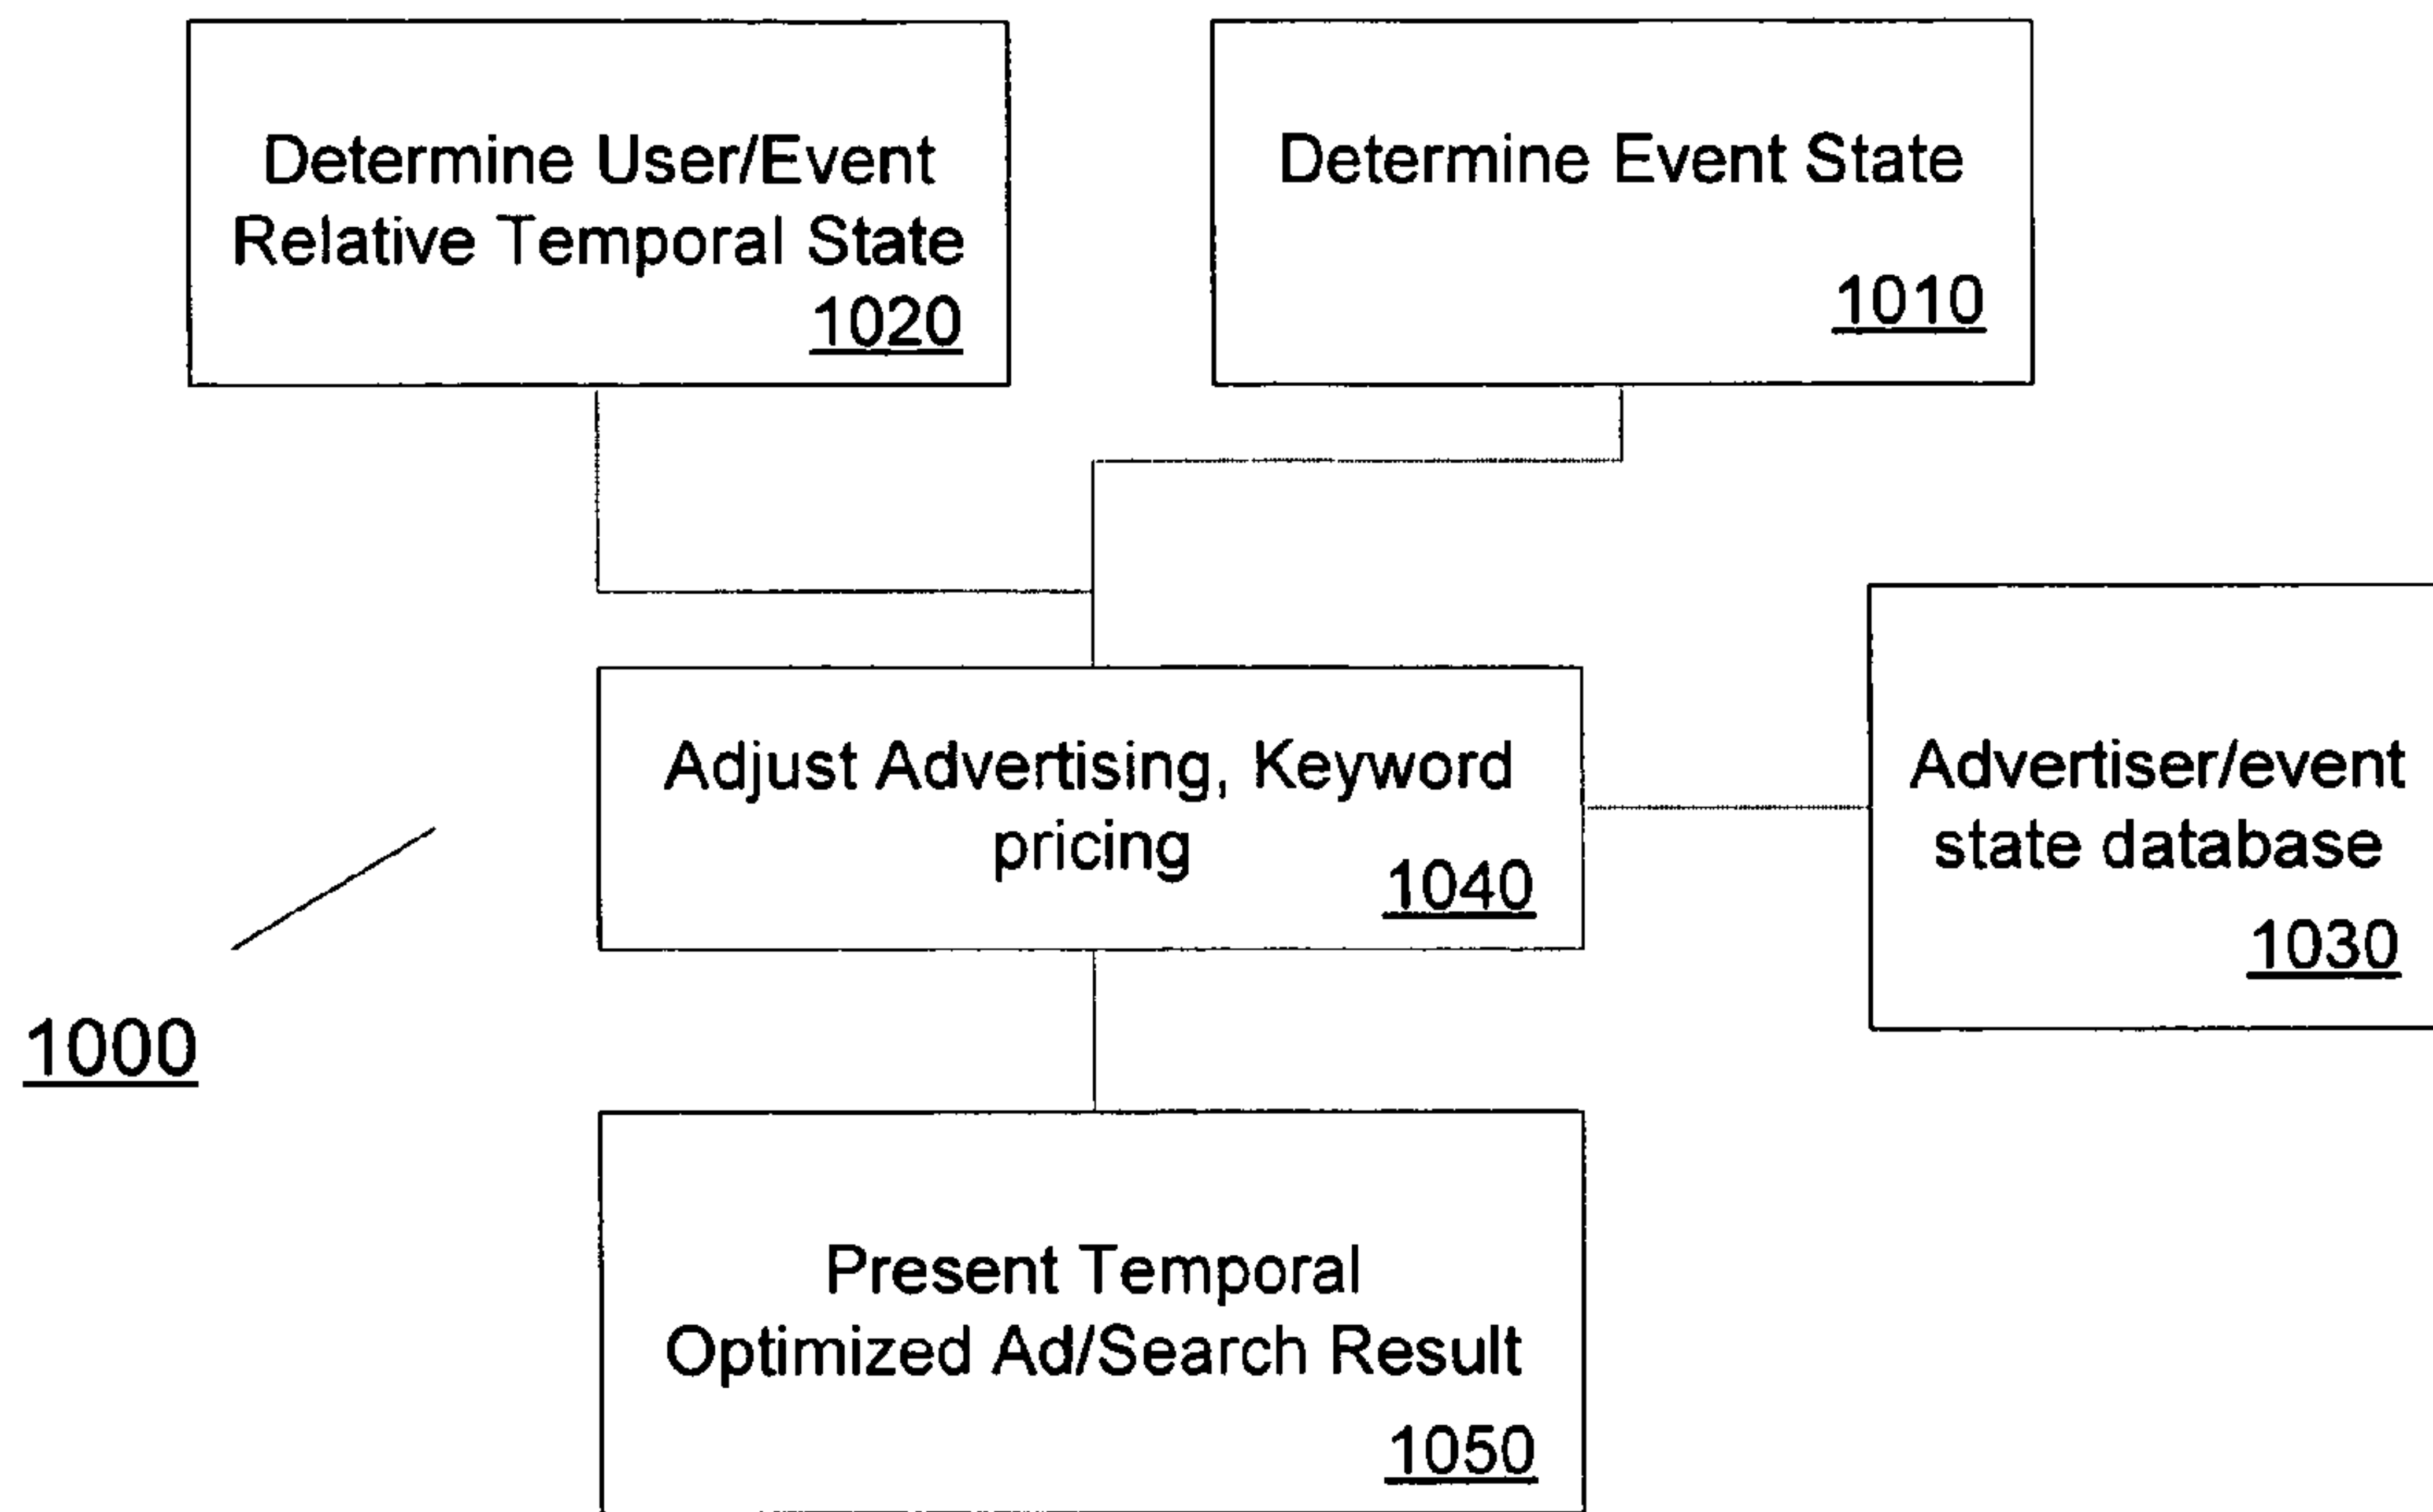 Determine User/Event
Relative Temporal State
1020
Determine Event State
1010
Adjust Advertising, Keyword
pricing
1040
Advertiser/event
state database
1030
1000
Present Temporal
Optimized Ad/Search Result
1050